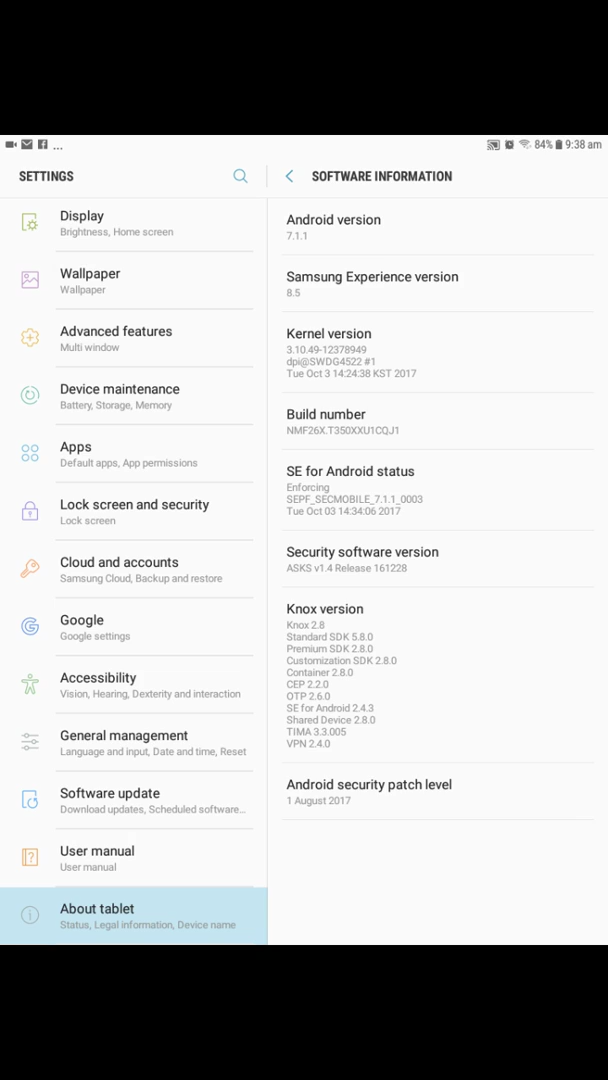 ...
84% 9:38 am
SETTINGS
Display
Brightness, Home screen
Wallpaper
Wallpaper
Advanced features
Multi window
Device maintenance
Battery, Storage, Memory
Apps
Default apps, App permissions
Lock screen and security
Lock screen
Cloud and accounts
Samsung Cloud, Backup and restore
Google
Google settings
Accessibility
Vision, Hearing, Dexterity and interaction
General management
Language and input, Date and time, Reset
Software update
Download updates, Scheduled software...
User manual
User manual
About tablet
Status, Legal information, Device name
SOFTWARE INFORMATION
Android version
7.1.1
Samsung Experience version
8.5
Kernel version
3.10.49-12378949
dpi@SWDG4522 #1
Tue Oct 3 14:24:38 KST 2017
Build number
NMF26X.T350XXU1CQJ1
SE for Android status
Enforcing
SEPF_SECMOBILE_7.1.1_0003
Tue Oct 03 14:34:06 2017
Security software version
ASKS v1.4 Release 161228
Knox version
Knox 2.8
Standard SDK 5.8.0
Premium SDK 2.8.0
Customization SDK 2.8.0
Container 2.8.0
CEP 2.2.0
OTP 2.6.0
SE for Android 2.4.3
Shared Device 2.8.0
TIMA 3.3.005
VPN 2.4.0
Android security patch level
1 August 2017